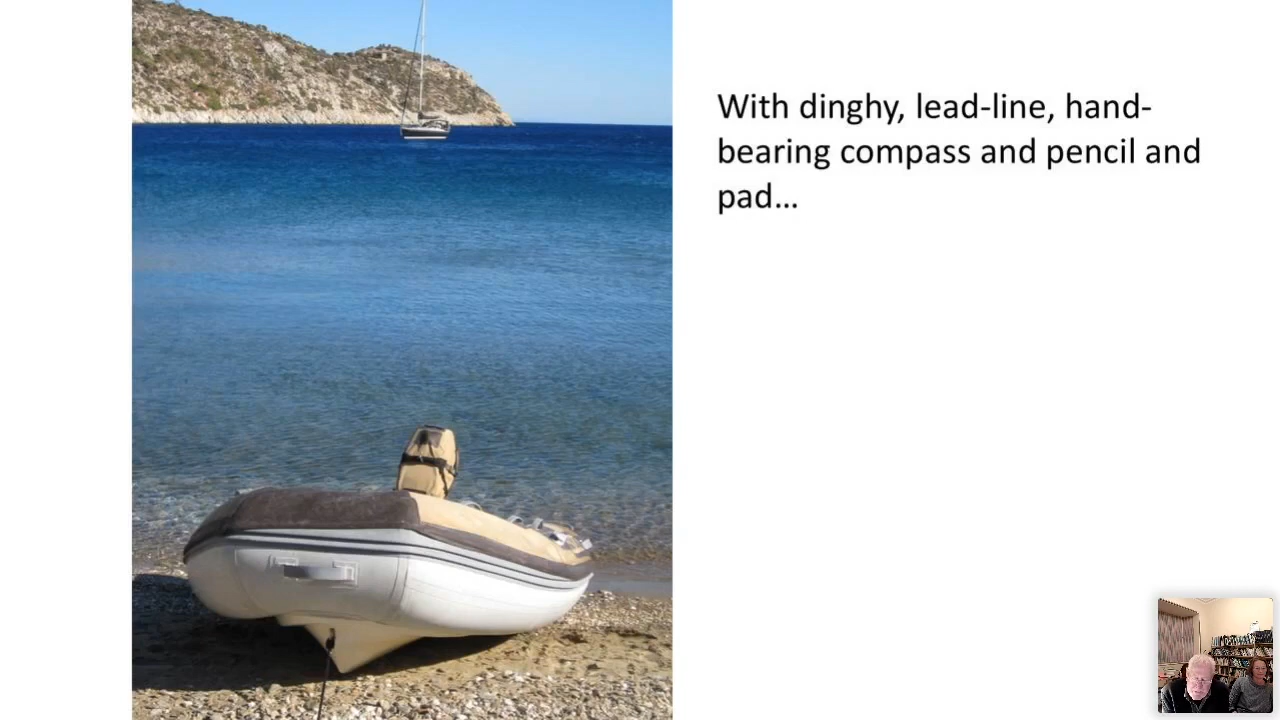 With dinghy, lead-line, hand-
bearing compass and pencil and
pad...